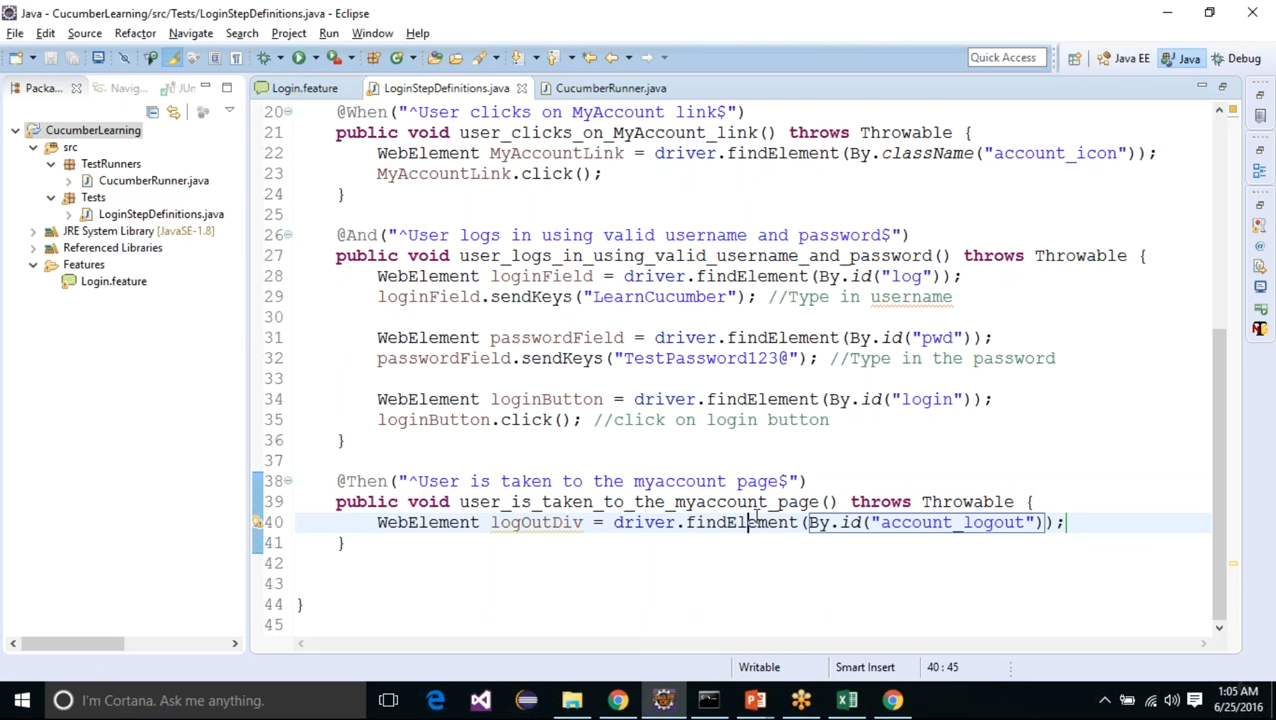 Java - CucumberLearning/src/Tests/LoginStepDefinitions.java - Eclipse
File Edit Source Refactor Navigate Search Project Run Window Help
Quick Access Java EE Java Debug
Packa... Navig... JUn Login.feature LoginStepDefinitions.java CucumberRunner.java
CucumberLearning
src
TestRunners
CucumberRunner.java
Tests
LoginStepDefinitions.java
JRE System Library [JavaSE-1.8]
Referenced Libraries
Features
Login.feature
20 @When("^User clicks on MyAccount link$")
21 public void user_clicks_on_MyAccount_link() throws Throwable {
22 WebElement MyAccountLink = driver.findElement(By.className("account_icon"));
23 MyAccountLink.click();
24 }
25
26 @And("^User logs in using valid username and password$")
27 public void user_logs_in_using_valid_username_and_password() throws Throwable {
28 WebElement loginField = driver.findElement(By.id("log"));
29 loginField.sendKeys("LearnCucumber"); //Type in username
30
31 WebElement passwordField = driver.findElement(By.id("pwd"));
32 passwordField.sendKeys("TestPassword123@"); //Type in the password
33
34 WebElement loginButton = driver.findElement(By.id("login"));
35 loginButton.click(); //click on login button
36 }
37
38 @Then("^User is taken to the myaccount page$")
39 public void user_is_taken_to_the_myaccount_page() throws Throwable {
40 WebElement logOutDiv = driver.findElement(By.id("account_logout"));
41 }
42
43
44 }
45
Writable Smart Insert 40 : 45
I'm Cortana. Ask me anything.
1:05 AM
6/25/2016